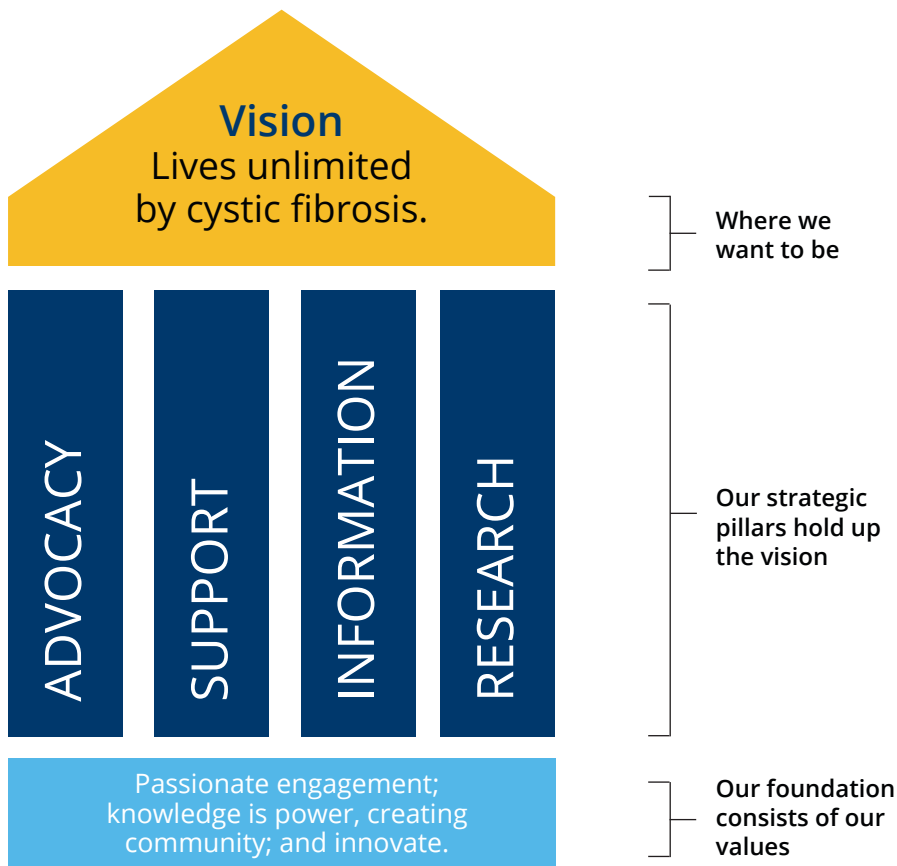 Vision
Lives unlimited
by cystic fibrosis.
Where we
want to be
ADVOCACY
SUPPORT
INFORMATION
RESEARCH
Our strategic
pillars hold up
the vision
Passionate engagement;
knowledge is power, creating
community; and innovate.
Our foundation
consists of our
values